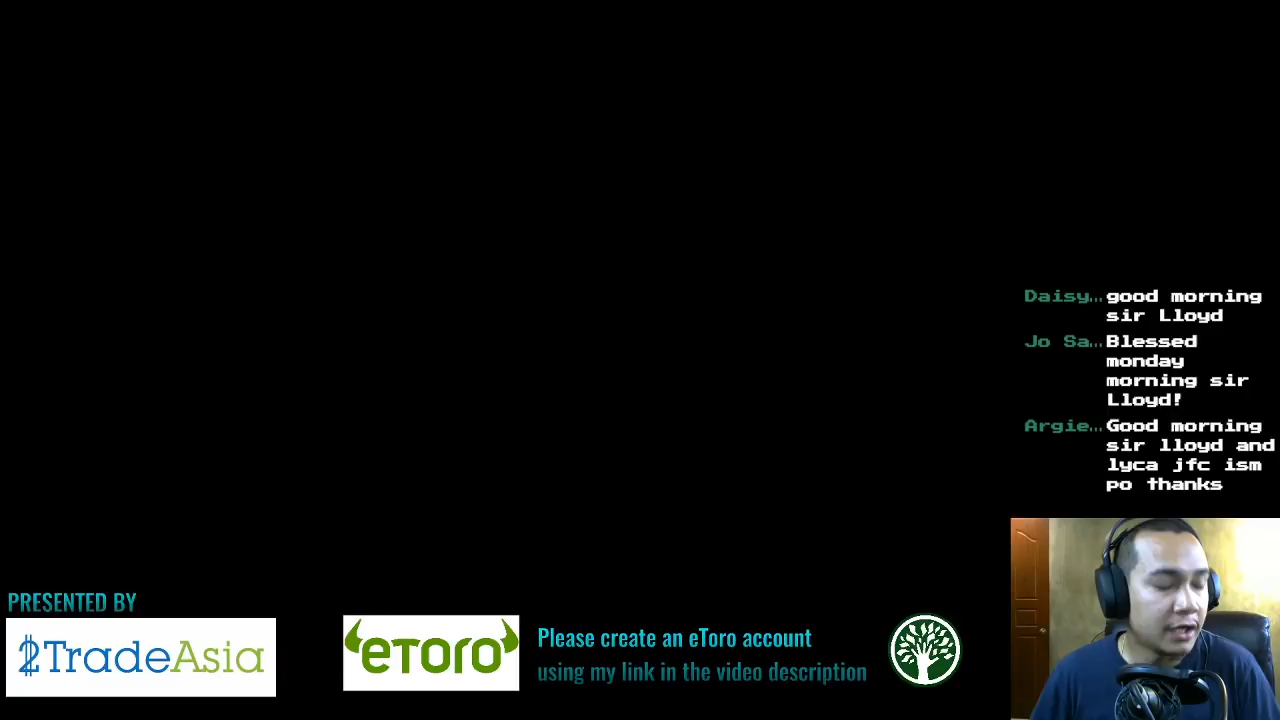 Daisy… good morning
sir Lloyd
Jo Sa… Blessed
monday
morning sir
Lloyd!
Argie… Good morning
sir lloyd and
lyca jfc ism
po thanks
PRESENTED BY
2TradeAsia
eToro
Please create an eToro account
using my link in the video description